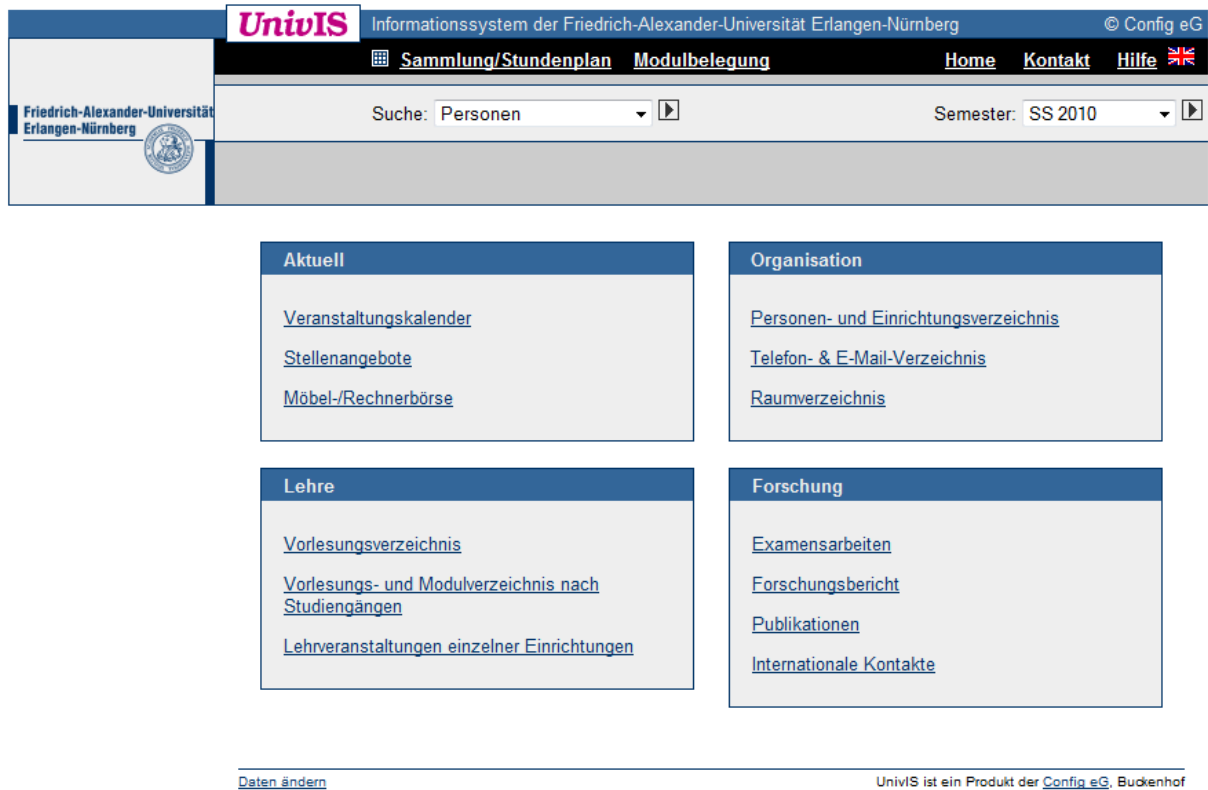 UnivIS Informationssystem der Friedrich-Alexander-Universität Erlangen-Nürnberg © Config eG
Sammlung/Stundenplan Modulbelegung Home Kontakt Hilfe
Friedrich-Alexander-Universität
Erlangen-Nürnberg
Suche: Personen Semester: SS 2010
Aktuell
Veranstaltungskalender
Stellenangebote
Möbel-/Rechnerbörse
Organisation
Personen- und Einrichtungsverzeichnis
Telefon- & E-Mail-Verzeichnis
Raumverzeichnis
Lehre
Vorlesungsverzeichnis
Vorlesungs- und Modulverzeichnis nach
Studiengängen
Lehrveranstaltungen einzelner Einrichtungen
Forschung
Examensarbeiten
Forschungsbericht
Publikationen
Internationale Kontakte
Daten ändern UnivIS ist ein Produkt der Config eG, Buckenhof